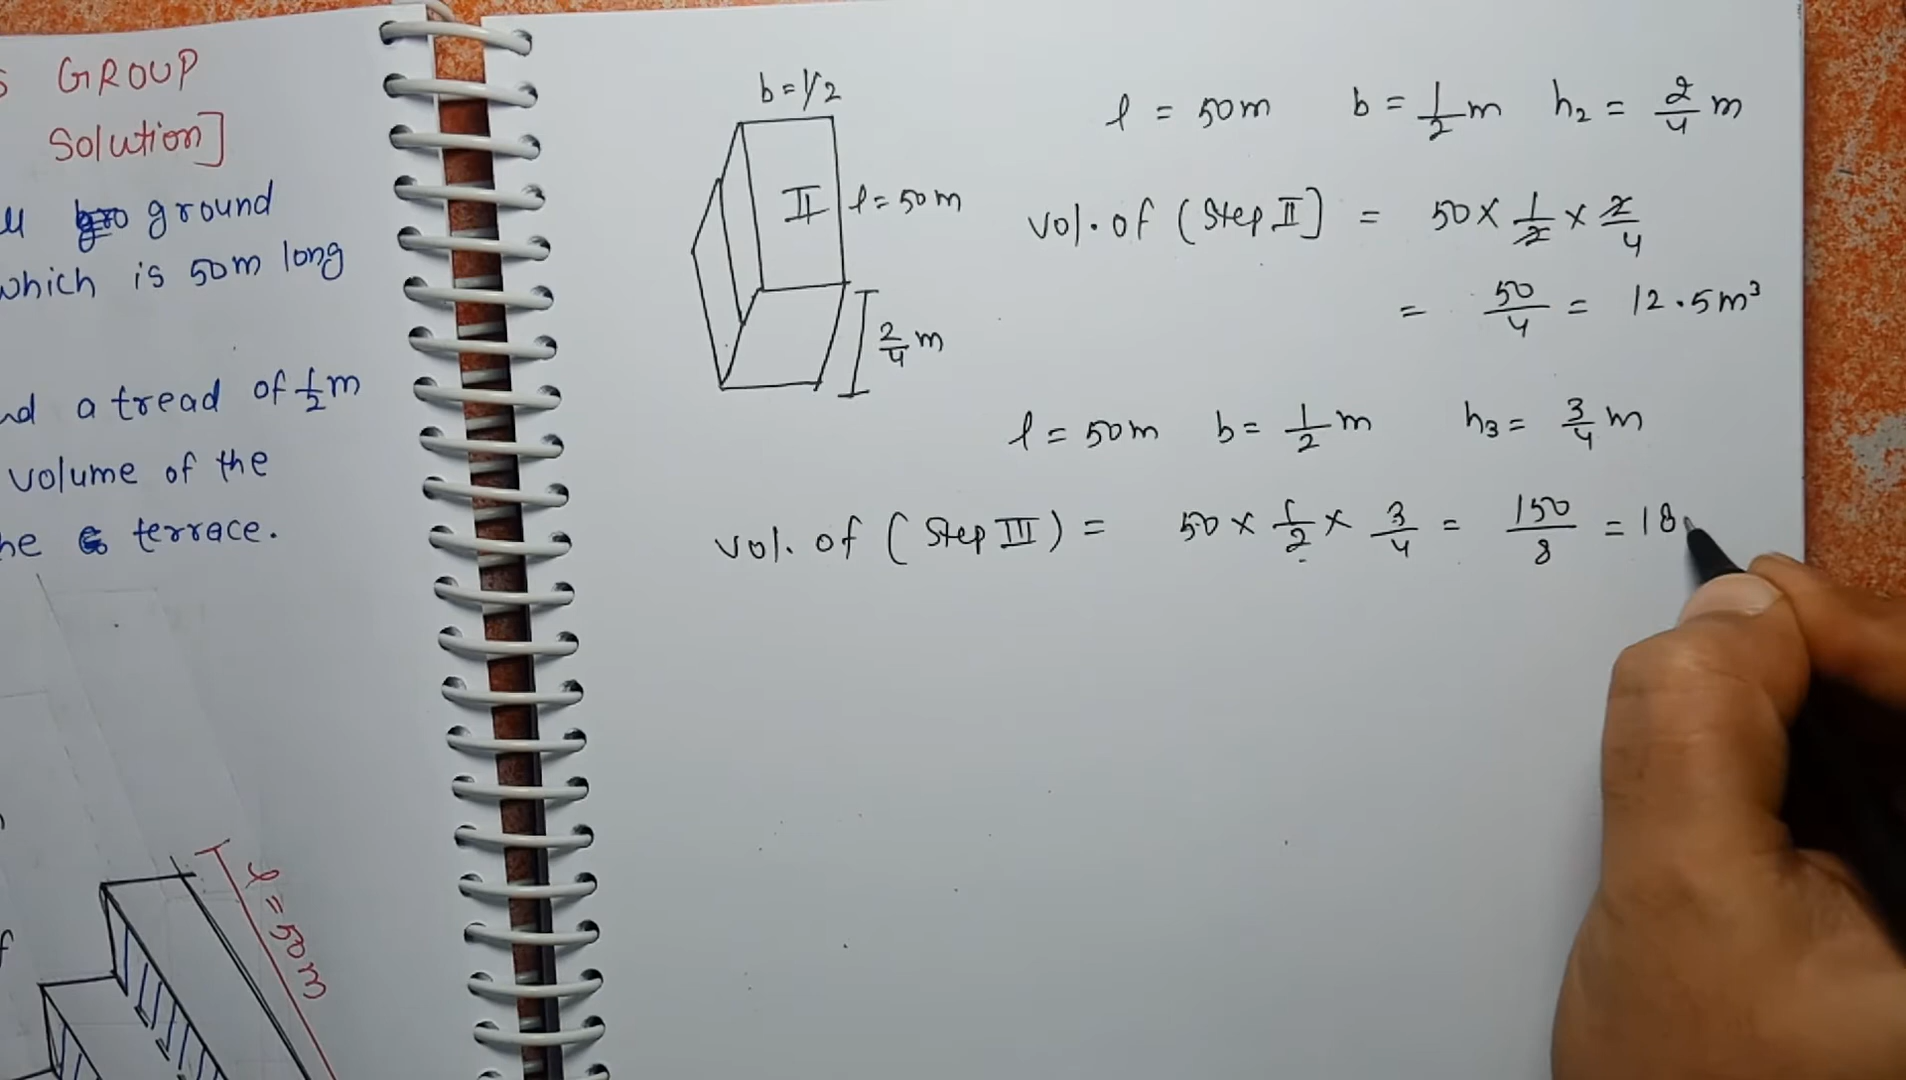 GROUP
Solution]
ground
which is 50m long
a tread of 1/2 m
volume of the
terrace.
l = 50m
b = 1/2
II
l = 50m
2/4 m
l = 50m b = 1/2 m h₂ = 2/4 m
Vol. of (Step II] = 50 x 1/2 x 2/4
= 50/4 = 12.5m³
l = 50m b = 1/2 m h3 = 3/4 m
Vol. of (Step III) = 50 x 1/2 x 3/4 = 150/8 = 18